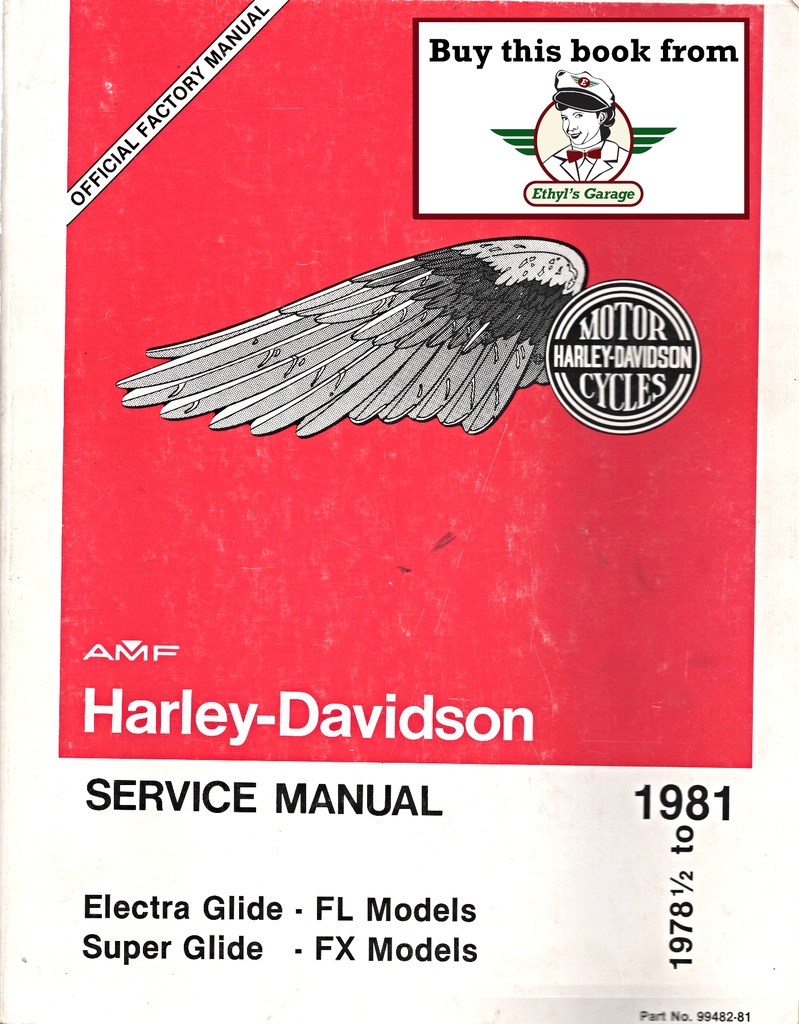 OFFICIAL FACTORY MANUAL
Buy this book from
E
Ethyl's Garage
MOTOR
HARLEY-DAVIDSON
CYCLES
AMF
Harley-Davidson
SERVICE MANUAL
1981
1978½ to
Electra Glide - FL Models
Super Glide - FX Models
Part No. 99482-81